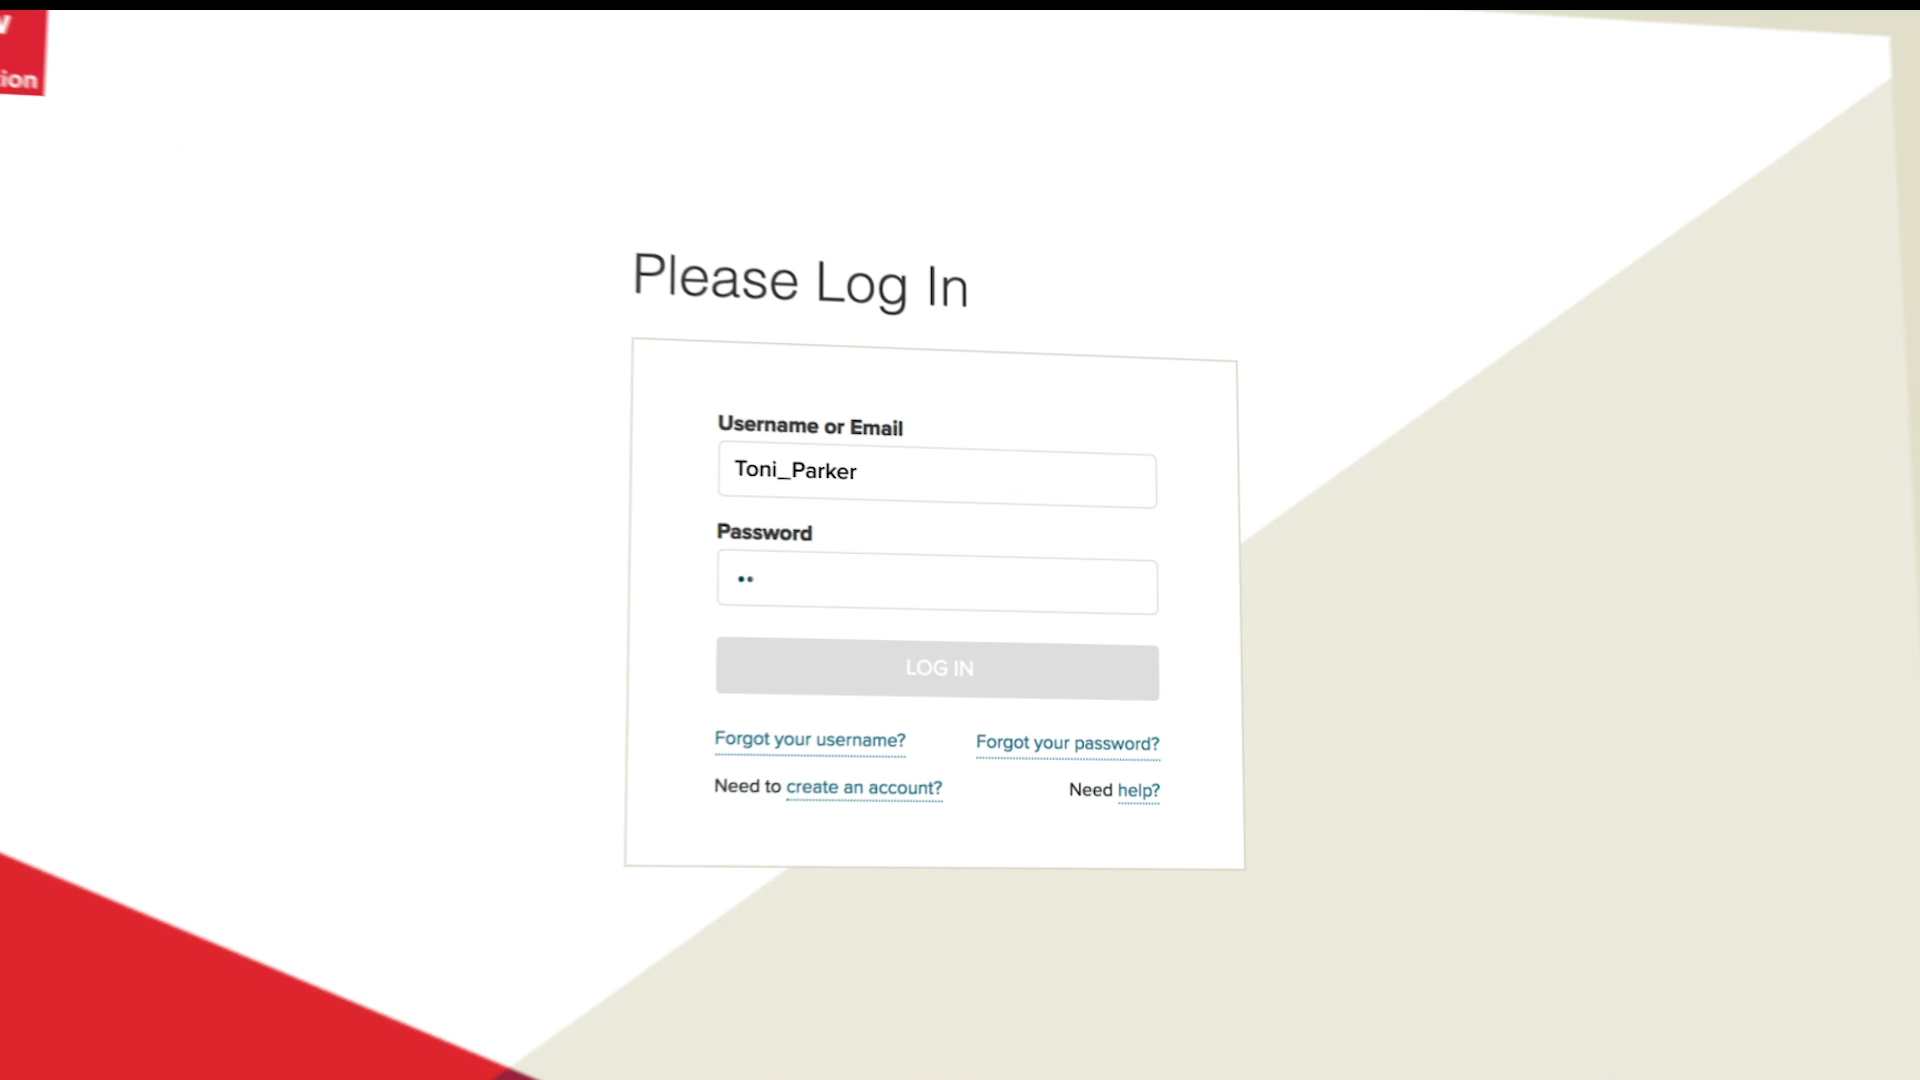 ion
Please Log In
Username or Email
Toni_Parker
Password
••
LOG IN
Forgot your username? Forgot your password?
Need to create an account? Need help?